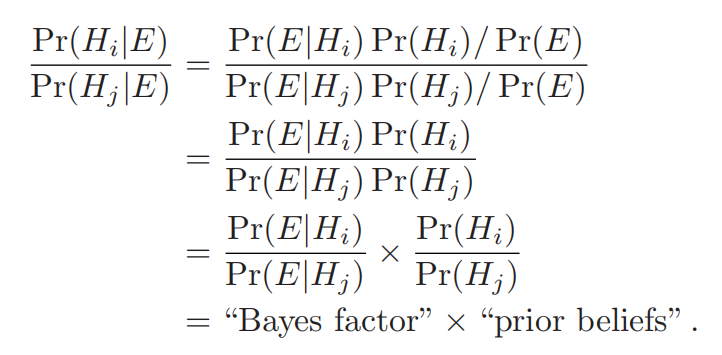 Pr(H_i|E) / Pr(H_j|E) = Pr(E|H_i) Pr(H_i)/ Pr(E) / Pr(E|H_j) Pr(H_j)/ Pr(E)
= Pr(E|H_i) Pr(H_i) / Pr(E|H_j) Pr(H_j)
= Pr(E|H_i) / Pr(E|H_j) × Pr(H_i) / Pr(H_j)
= “Bayes factor” × “prior beliefs” .